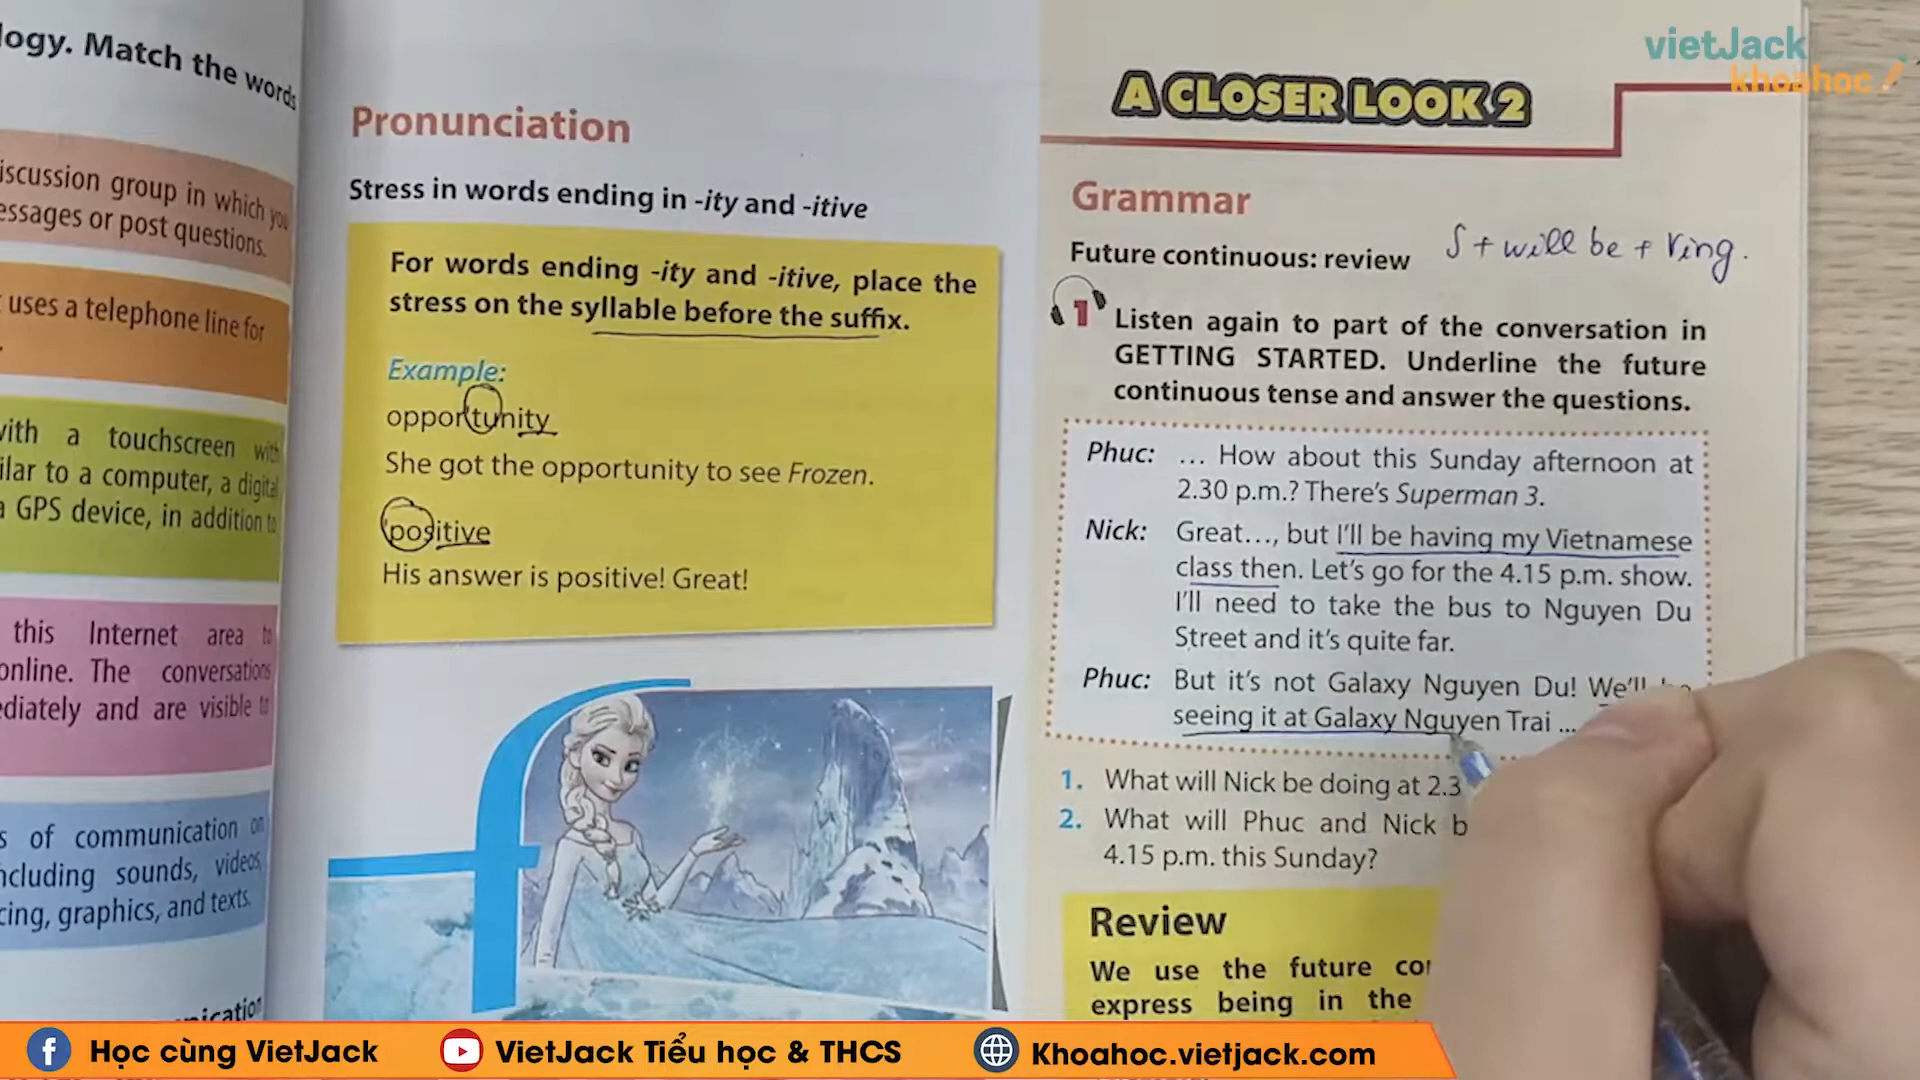 logy. Match the words
iscussion group in which you
essages or post questions.
uses a telephone line for
with a touchscreen with
ilar to a computer, a digital
a GPS device, in addition to
this Internet area to
online. The conversations
ediately and are visible to
s of communication on
ncluding sounds, videos,
cing, graphics, and texts.
Pronunciation
Stress in words ending in -ity and -itive
For words ending -ity and -itive, place the
stress on the syllable before the suffix.
Example:
oppor'tunity
She got the opportunity to see Frozen.
'positive
His answer is positive! Great!
vietJack
khoahoc
A CLOSER LOOK 2
Grammar
Future continuous: review
S + will be + Ving.
1 Listen again to part of the conversation in
GETTING STARTED. Underline the future
continuous tense and answer the questions.
Phuc: ... How about this Sunday afternoon at
2.30 p.m.? There's Superman 3.
Nick: Great..., but I'll be having my Vietnamese
class then. Let's go for the 4.15 p.m. show.
I'll need to take the bus to Nguyen Du
Street and it's quite far.
Phuc: But it's not Galaxy Nguyen Du! We'll be
seeing it at Galaxy Nguyen Trai ...
1. What will Nick be doing at 2.3
2. What will Phuc and Nick b
4.15 p.m. this Sunday?
Review
We use the future co
express being in the
Học cùng VietJack
VietJack Tiểu học & THCS
Khoahoc.vietjack.com